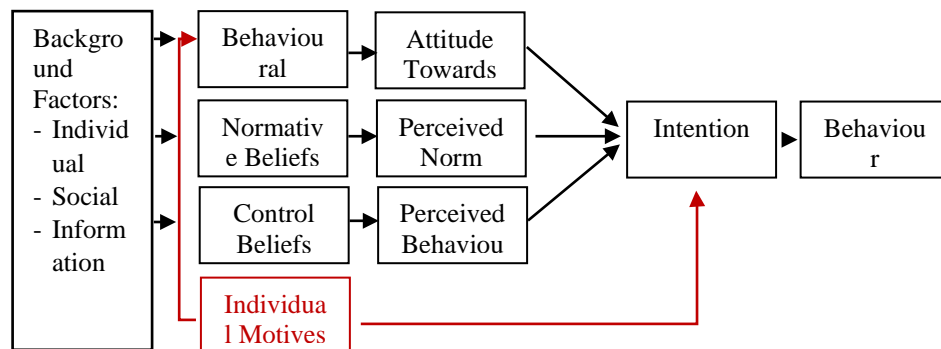 Backgro
und
Factors:
- Individ
ual
- Social
- Inform
ation
Behaviou
ral
Attitude
Towards
Normativ
e Beliefs
Perceived
Norm
Control
Beliefs
Perceived
Behaviou
Individua
l Motives
Intention
Behaviou
r